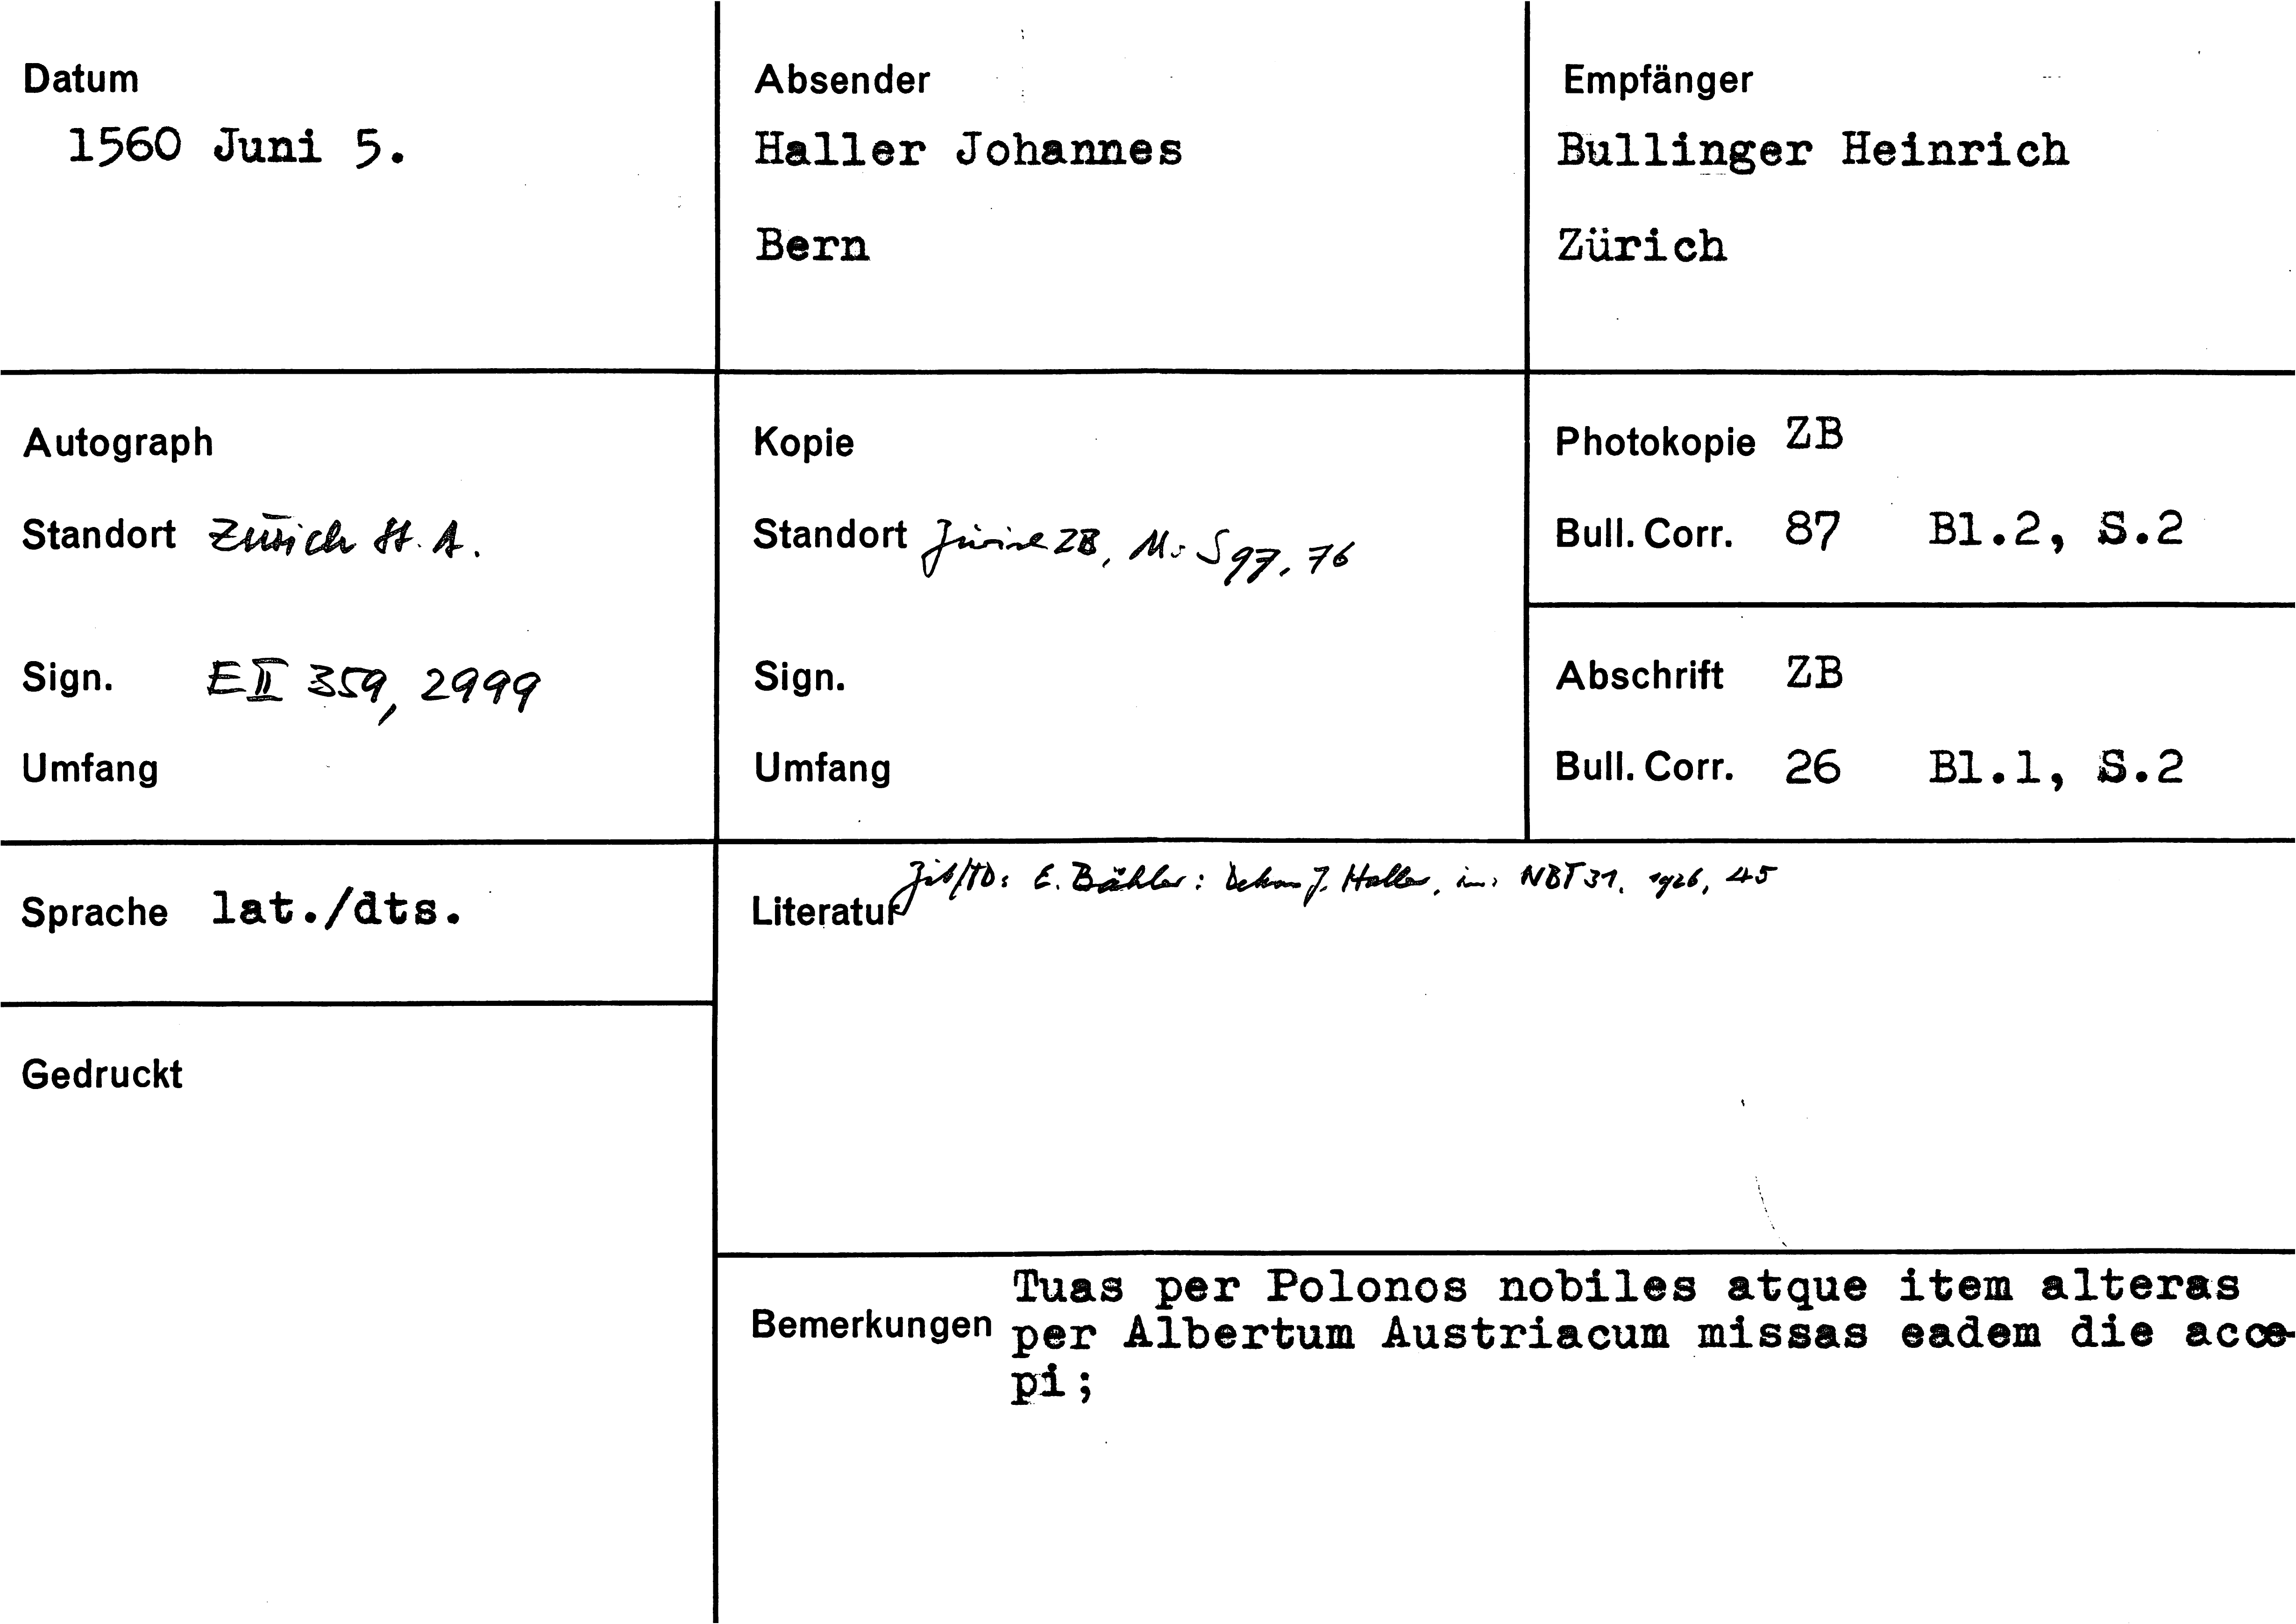 Datum
1560 Juni 5.
Absender
Haller Johannes
Bern
Empfänger
Bullinger Heinrich
Zürich
Autograph
Standort Zürich St. A.
Sign. E II 359, 2999
Umfang
Kopie
Standort Zürich ZB, Ms S 97, 76
Sign.
Umfang
Photokopie ZB
Bull. Corr. 87 Bl.2, S.2
Abschrift ZB
Bull. Corr. 26 Bl.1, S.2
Sprache lat./dts.
Gedruckt
Literatur E. Bähler: Dekan J. Haller, in: NBT 31, 1926, 45
Bemerkungen Tuas per Polonos nobiles atque item alteras
per Albertum Austriacum missas eadem die acce-
pi;